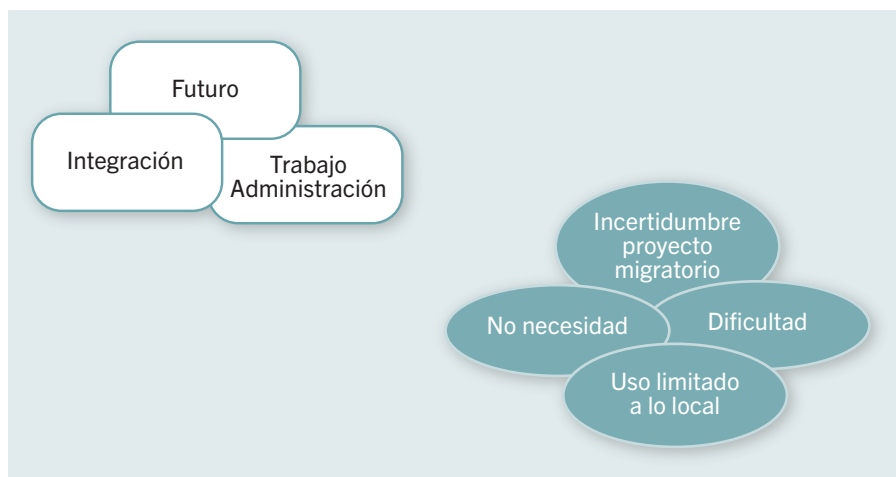 Futuro
Integración
Trabajo
Administración
Incertidumbre
proyecto
migratorio
No necesidad
Dificultad
Uso limitado
a lo local